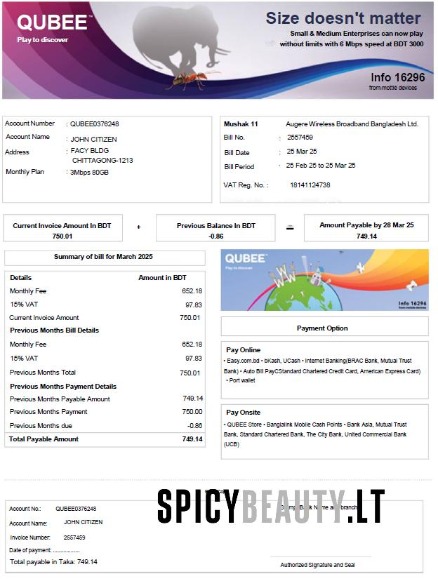 QUBEE™
Play to discover
Size doesn't matter
Small & Medium Enterprises can now play
without limits with 6 Mbps speed at BDT 3000
Info 16296
from mobile devices
Account Number : QUBEE0376248
Account Name : JOHN CITIZEN
Address : FACY BLDG
CHITTAGONG-1213
Monthly Plan : 3Mbps 80GB
Mushak 11 Augere Wireless Broadband Bangladesh Ltd.
Bill No. : 2557459
Bill Date : 25 Mar 25
Bill Period : 25 Feb 25 to 25 Mar 25
VAT Reg. No. : 18141124738
Current Invoice Amount In BDT
750.01
+
Previous Balance In BDT
-0.86
=
Amount Payable by 28 Mar 25
749.14
Summary of bill for March 2025
Details Amount in BDT
Monthly Fee 652.18
15% VAT 97.83
Current Invoice Amount 750.01
Previous Months Bill Details
Monthly Fee 652.18
15% VAT 97.83
Previous Months Total 750.01
Previous Months Payment Details
Previous Months Payable Amount 749.14
Previous Months Payment 750.00
Previous Months due -0.86
Total Payable Amount 749.14
QUBEE™
Play to discover
Info 16296
Payment Option
Pay Online
- Easy.com.bd - bKash, UCash - Internet Banking(BRAC Bank, Mutual Trust
Bank) - Auto Bill PayCStandard Chartered Credit Card, American Express Card)
- Port wallet
Pay Onsite
- QUBEE Store - Banglalink Mobile Cash Points - Bank Asia, Mutual Trust
Bank, Standard Chartered Bank, The City Bank, United Commercial Bank
(UCB)
SPICYBEAUTY.LT
Account No.: QUBEE0376248
Account Name: JOHN CITIZEN
Invoice Number: 2557459
Date of payment..................
Total payable in Taka: 749.14
Name and branch
Authorized Signature and Seal